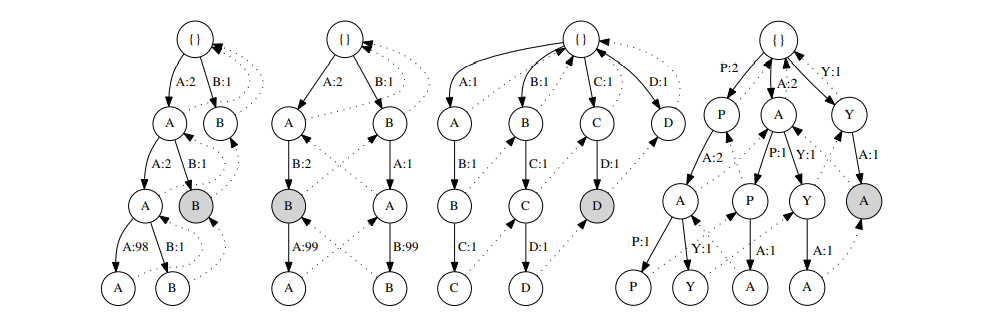 {} {} {} {}
A:2 B:1 A:2 B:1 A:1 B:1 C:1 D:1 P:2 A:2 Y:1
A B A B A B C D P A Y
A:2 B:1 B:2 A:1 B:1 C:1 D:1 A:2 P:1 Y:1 A:1
A B B A B C D A P Y A
A:98 B:1 A:99 B:99 C:1 D:1 P:1 Y:1 A:1 A:1
A B A B C D P Y A A